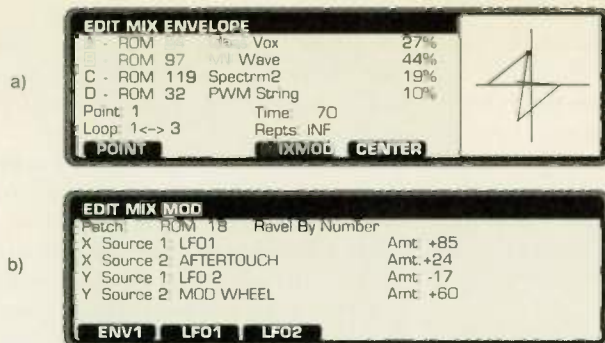 a)
EDIT MIX ENVELOPE
- ROM Vox 27%
- ROM 97 Wave 44%
C - ROM 119 Spectrm2 19%
D - ROM 32 PWM String 10%
Point: 1 Time: 70
Loop: 1<-> 3 Repts: INF
POINT MIXMOD CENTER
b)
EDIT MIX MOD
Patch ROM 18 Ravel By Number
X Source 1: LFO1 Amt: +85
X Source 2: AFTERTOUCH Amt: +24
Y Source 1: LFO 2 Amt: -17
Y Source 2: MOD WHEEL Amt: +60
ENV1 LFO1 LFO2